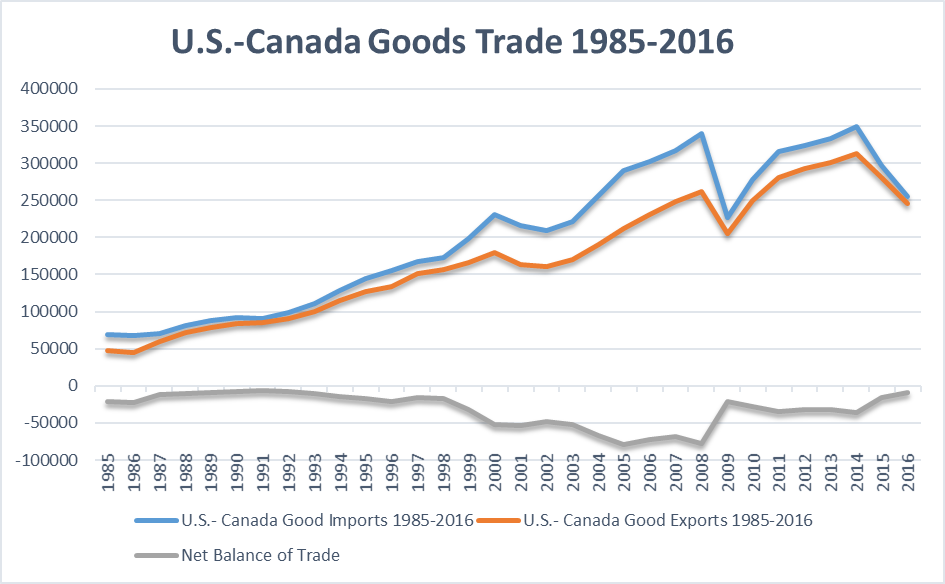 U.S.-Canada Goods Trade 1985-2016
400000
350000
300000
250000
200000
150000
100000
50000
0
-50000
-100000
1985 1986 1987 1988 1989 1990 1991 1992 1993 1994 1995 1996 1997 1998 1999 2000 2001 2002 2003 2004 2005 2006 2007 2008 2009 2010 2011 2012 2013 2014 2015 2016
U.S.- Canada Good Imports 1985-2016 U.S.- Canada Good Exports 1985-2016
Net Balance of Trade